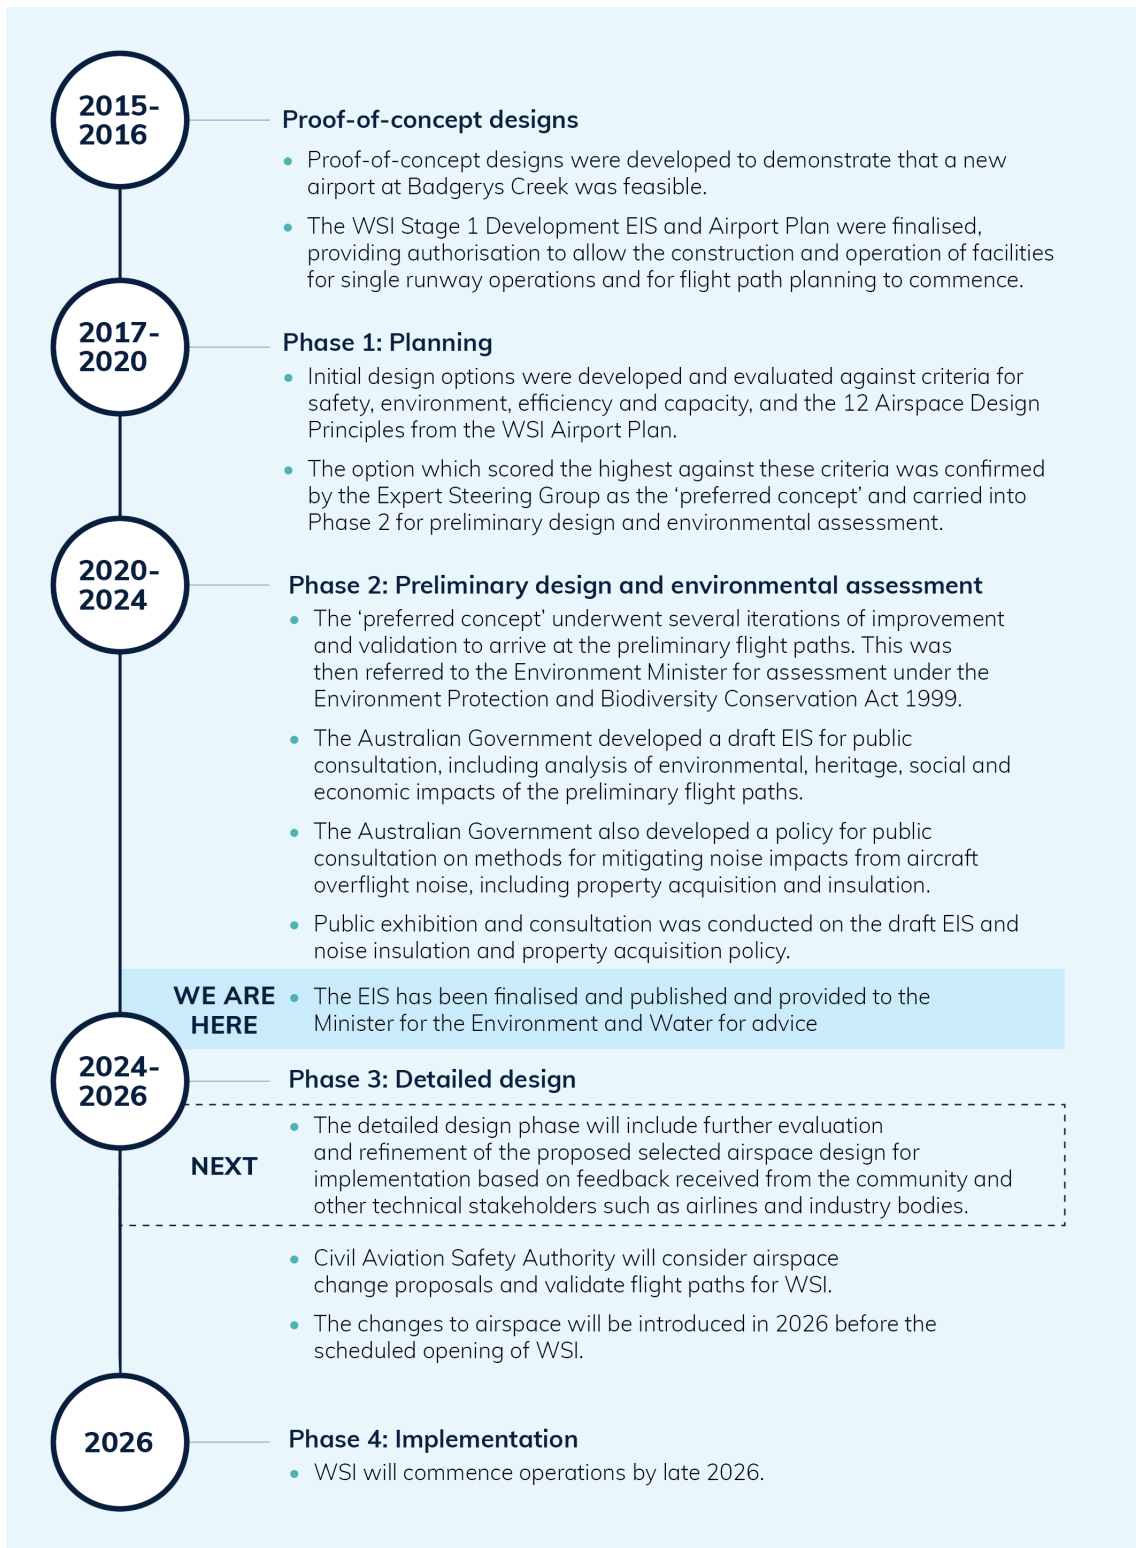 2015-
2016
Proof-of-concept designs
• Proof-of-concept designs were developed to demonstrate that a new
airport at Badgerys Creek was feasible.
• The WSI Stage 1 Development EIS and Airport Plan were finalised,
providing authorisation to allow the construction and operation of facilities
for single runway operations and for flight path planning to commence.
2017-
2020
Phase 1: Planning
• Initial design options were developed and evaluated against criteria for
safety, environment, efficiency and capacity, and the 12 Airspace Design
Principles from the WSI Airport Plan.
• The option which scored the highest against these criteria was confirmed
by the Expert Steering Group as the ‘preferred concept’ and carried into
Phase 2 for preliminary design and environmental assessment.
2020-
2024
Phase 2: Preliminary design and environmental assessment
• The ‘preferred concept’ underwent several iterations of improvement
and validation to arrive at the preliminary flight paths. This was
then referred to the Environment Minister for assessment under the
Environment Protection and Biodiversity Conservation Act 1999.
• The Australian Government developed a draft EIS for public
consultation, including analysis of environmental, heritage, social and
economic impacts of the preliminary flight paths.
• The Australian Government also developed a policy for public
consultation on methods for mitigating noise impacts from aircraft
overflight noise, including property acquisition and insulation.
• Public exhibition and consultation was conducted on the draft EIS and
noise insulation and property acquisition policy.
WE ARE
HERE
• The EIS has been finalised and published and provided to the
Minister for the Environment and Water for advice
2024-
2026
Phase 3: Detailed design
NEXT
• The detailed design phase will include further evaluation
and refinement of the proposed selected airspace design for
implementation based on feedback received from the community and
other technical stakeholders such as airlines and industry bodies.
• Civil Aviation Safety Authority will consider airspace
change proposals and validate flight paths for WSI.
• The changes to airspace will be introduced in 2026 before the
scheduled opening of WSI.
2026
Phase 4: Implementation
• WSI will commence operations by late 2026.